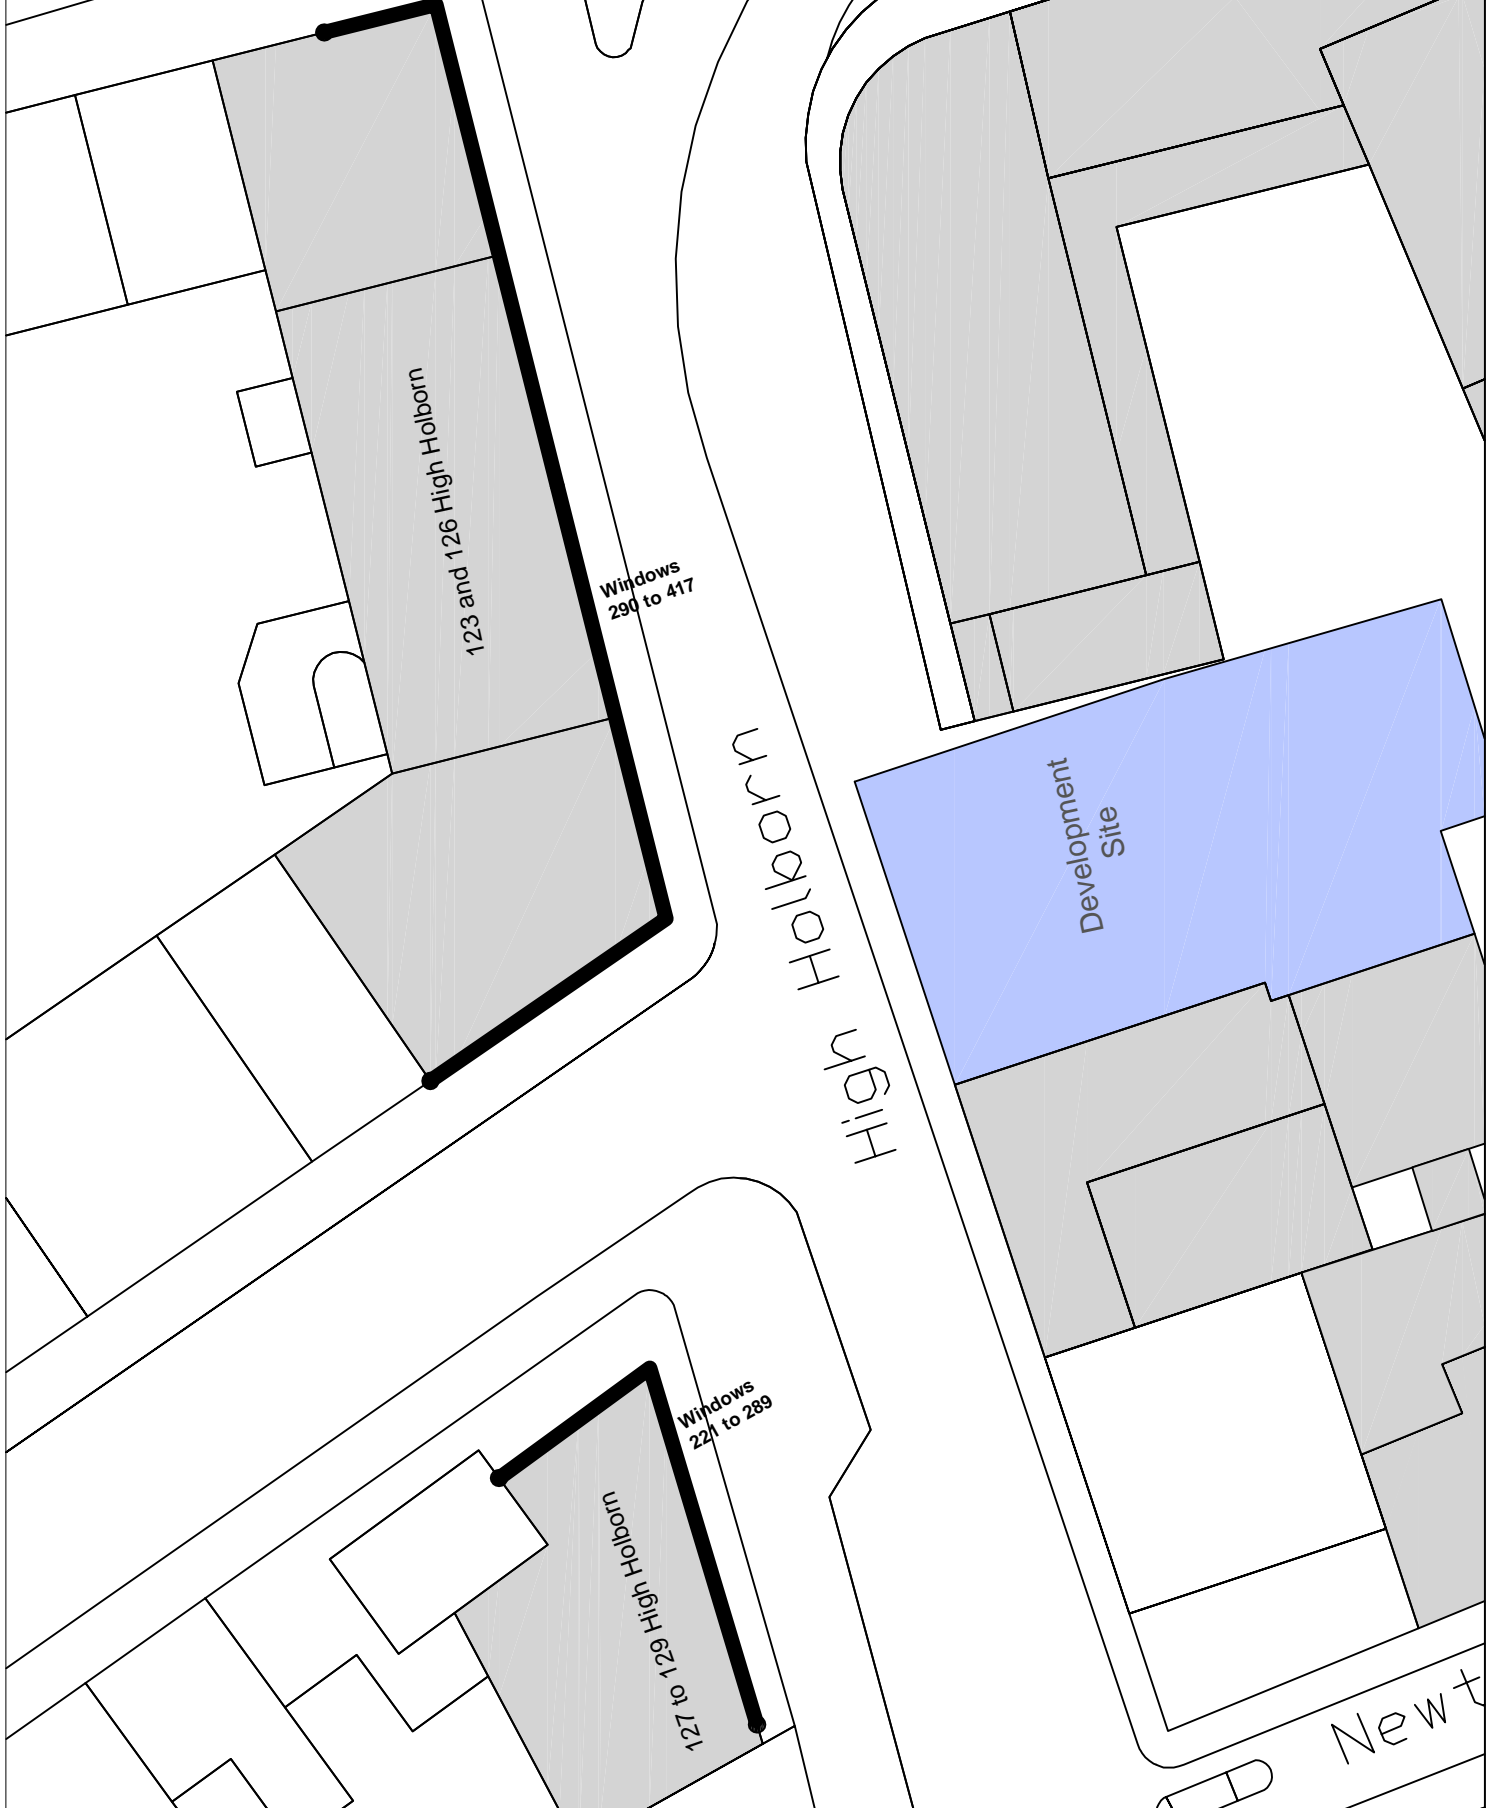 123 and 126 High Holborn
Windows
290 to 417
Development
Site
High Holborn
Windows
221 to 289
127 to 129 High Holborn
Newt